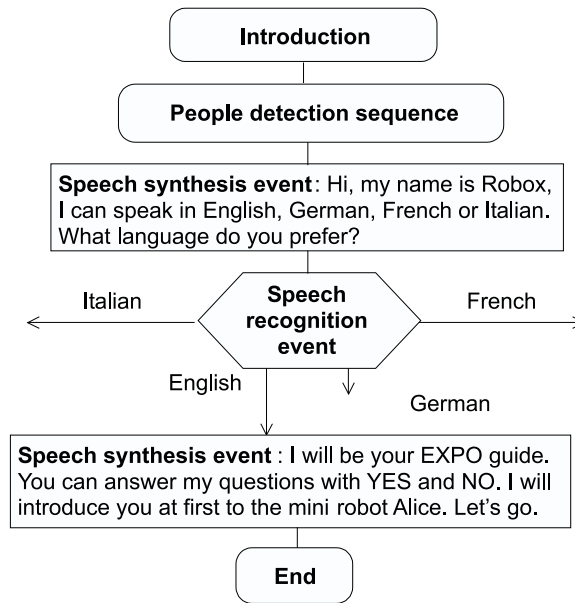 Introduction
People detection sequence
Speech synthesis event : Hi, my name is Robox,
I can speak in English, German, French or Italian.
What language do you prefer?
Italian
Speech
recognition
event
French
English
German
Speech synthesis event : I will be your EXPO guide.
You can answer my questions with YES and NO. I will
introduce you at first to the mini robot Alice. Let's go.
End